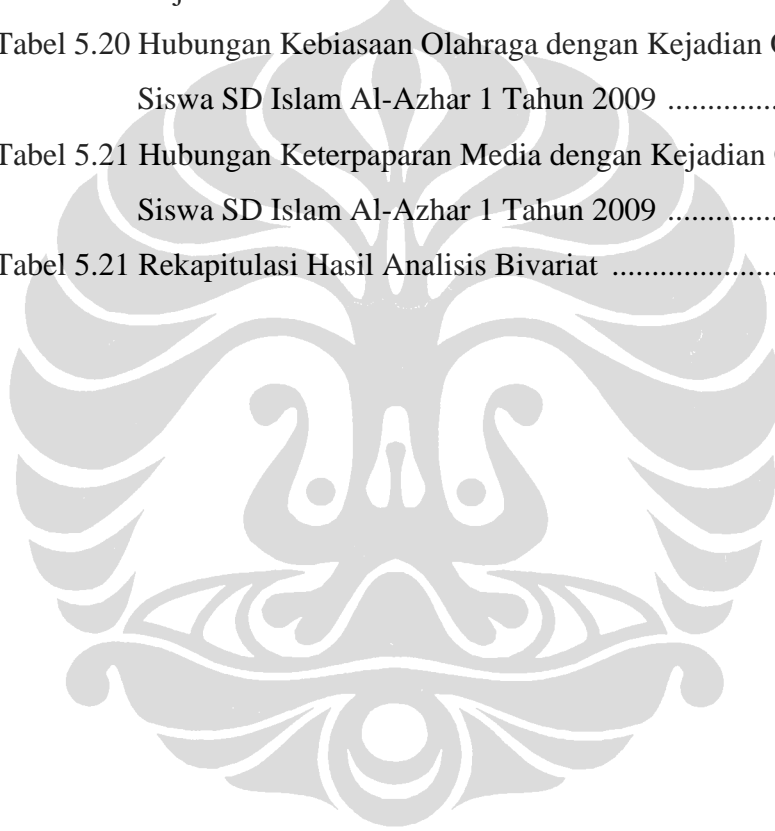 Tabel 5.20 Hubungan Kebiasaan Olahraga dengan Kejadian
Siswa SD Islam Al-Azhar 1 Tahun 2009 ................
Tabel 5.21 Hubungan Keterpaparan Media dengan Kejadian
Siswa SD Islam Al-Azhar 1 Tahun 2009 ................
Tabel 5.21 Rekapitulasi Hasil Analisis Bivariat .......................